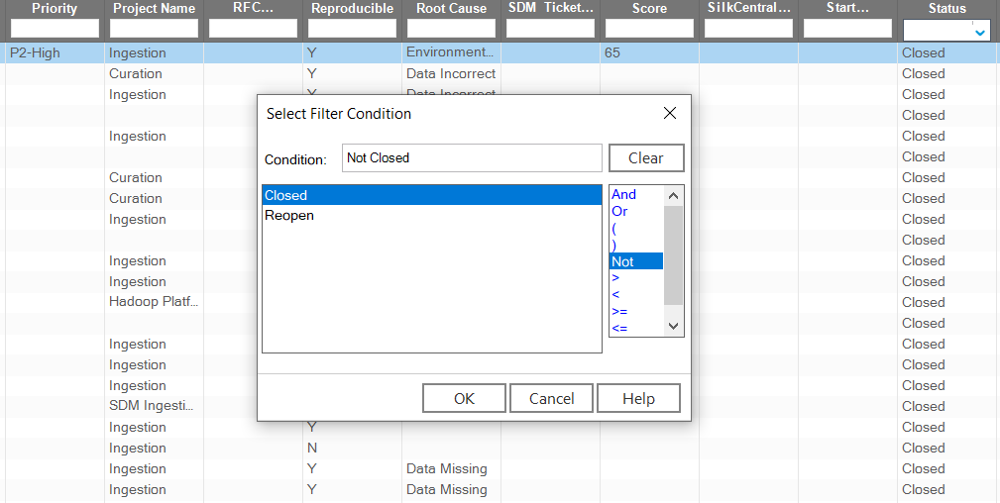 Priority Project Name RFC... Reproducible Root Cause SDM Ticket... Score SilkCentral... Start... Status
P2-High Ingestion Y Environment... 65 Closed
Curation Y Data Incorrect Closed
Ingestion Y Data Incorrect Closed
Closed
Select Filter Condition
Ingestion Closed
Condition: Not Closed Clear
Closed
Curation Closed
Closed And
Curation Closed
Reopen Or
Ingestion (
Closed
)
Closed
Ingestion Not Closed
Ingestion > Closed
Hadoop Platf... < Closed
>=
Closed
<=
Ingestion Closed
Ingestion Closed
Ingestion Closed
SDM Ingesti... OK Cancel Help Closed
Ingestion Y Closed
Ingestion N Closed
Ingestion Y Data Missing Closed
Ingestion Y Data Missing Closed